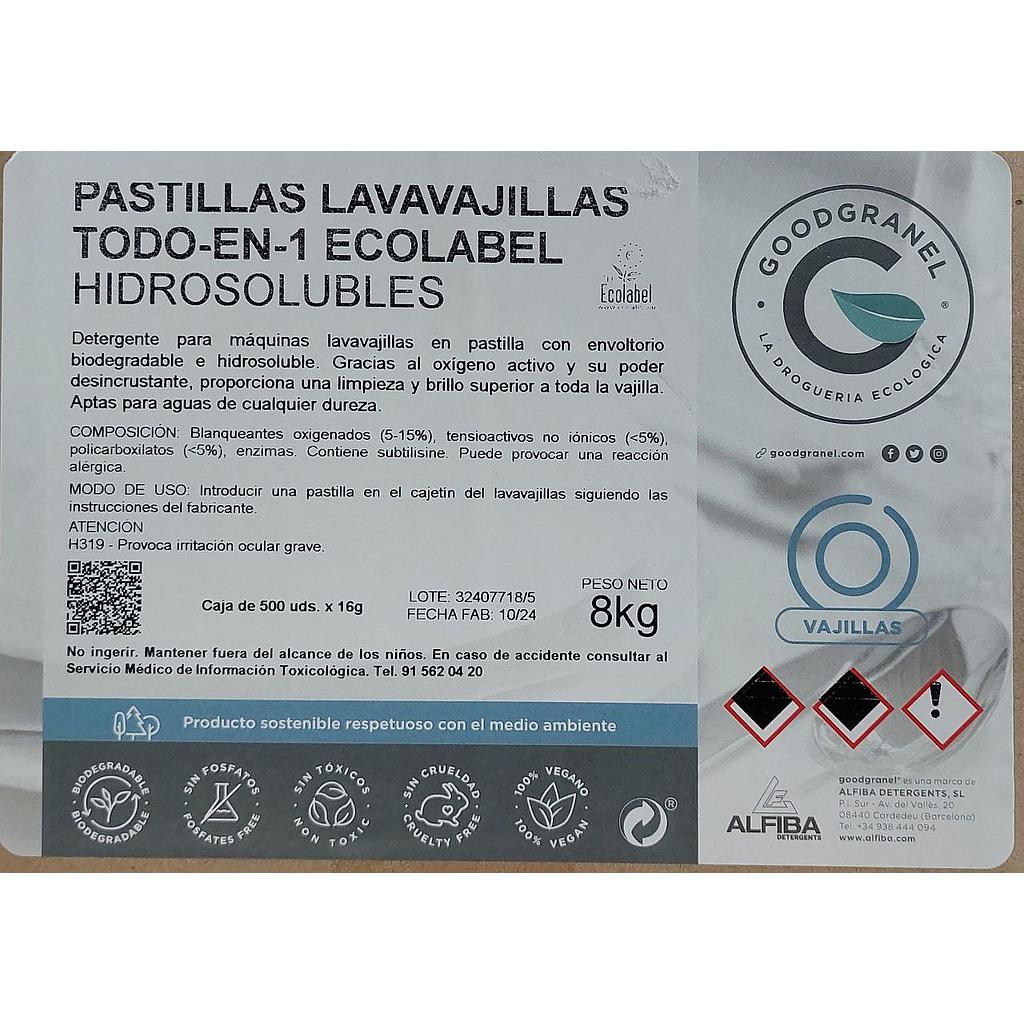 PASTILLAS LAVAVAJILLAS
TODO-EN-1 ECOLABEL
HIDROSOLUBLES
Ecolabel
Detergente para máquinas lavavajillas en pastilla con envoltorio
biodegradable e hidrosoluble. Gracias al oxígeno activo y su poder
desincrustante, proporciona una limpieza y brillo superior a toda la vajilla.
Aptas para aguas de cualquier dureza.
COMPOSICIÓN: Blanqueantes oxigenados (5-15%), tensioactivos no iónicos (<5%),
policarboxilatos (<5%), enzimas. Contiene subtilisine. Puede provocar una reacción
alérgica.
MODO DE USO: Introducir una pastilla en el cajetín del lavavajillas siguiendo las
instrucciones del fabricante.
ATENCIÓN
H319 - Provoca irritación ocular grave.
Caja de 500 uds. x 16g
LOTE: 32407718/5
FECHA FAB: 10/24
PESO NETO
8kg
No ingerir. Mantener fuera del alcance de los niños. En caso de accidente consultar al
Servicio Médico de Información Toxicológica. Tel. 91 562 04 20
Producto sostenible respetuoso con el medio ambiente
BIODEGRADABLE
BIODEGRADABLE
SIN FOSFATOS
FOSFATES FREE
SIN TÓXICOS
NON TOXIC
SIN CRUELDAD
CRUELTY FREE
100% VEGANO
100% VEGAN
®
GOODGRANEL
®
LA DROGUERIA ECOLOGICA
goodgranel.com
VAJILLAS
ALFIBA
DETERGENTS
goodgranel® es una marca de
ALFIBA DETERGENTS, SL
P.i. Sur - Av. del Vallès, 20
08440 Cardedeu (Barcelona)
Tel. +34 938 444 094
www.alfiba.com